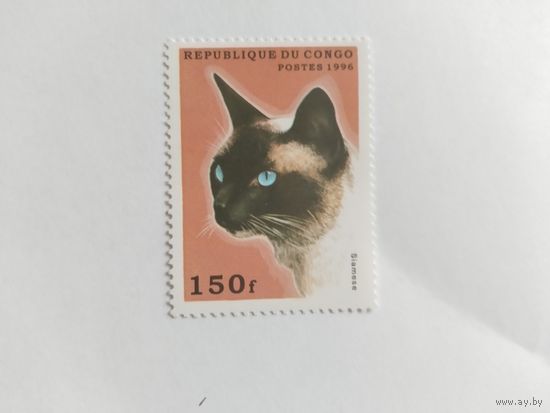 REPUBLIQUE DU CONGO
POSTES 1996
150f
Siamese
www.ay.by